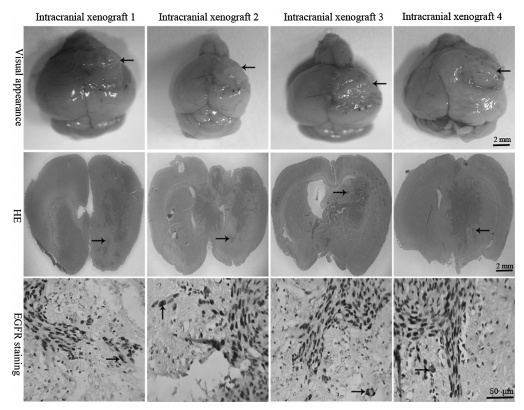 Intracranial xenograft 1
Intracranial xenograft 2
Intracranial xenograft 3
Intracranial xenograft 4
Visual appearance
2 mm
HE
2 mm
EGFR staining
50 μm